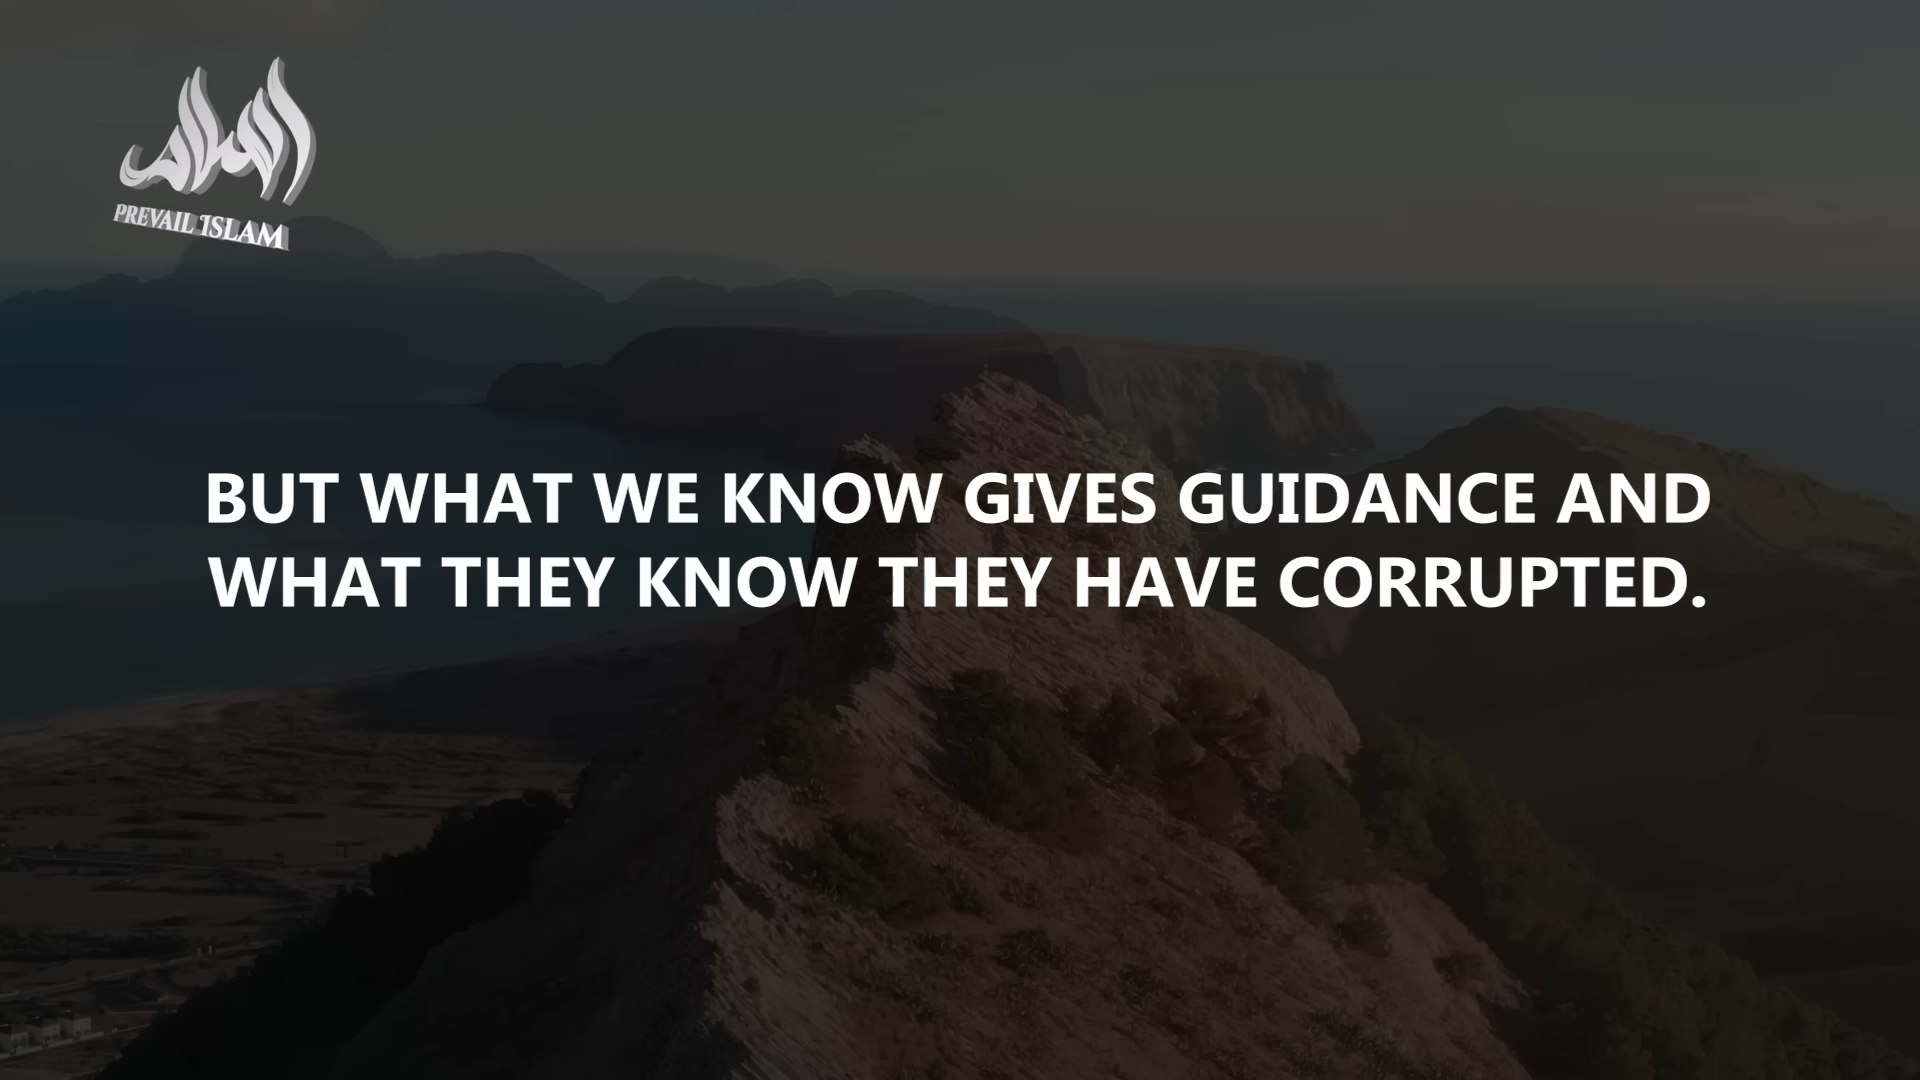 PREVAIL ISLAM
BUT WHAT WE KNOW GIVES GUIDANCE AND
WHAT THEY KNOW THEY HAVE CORRUPTED.